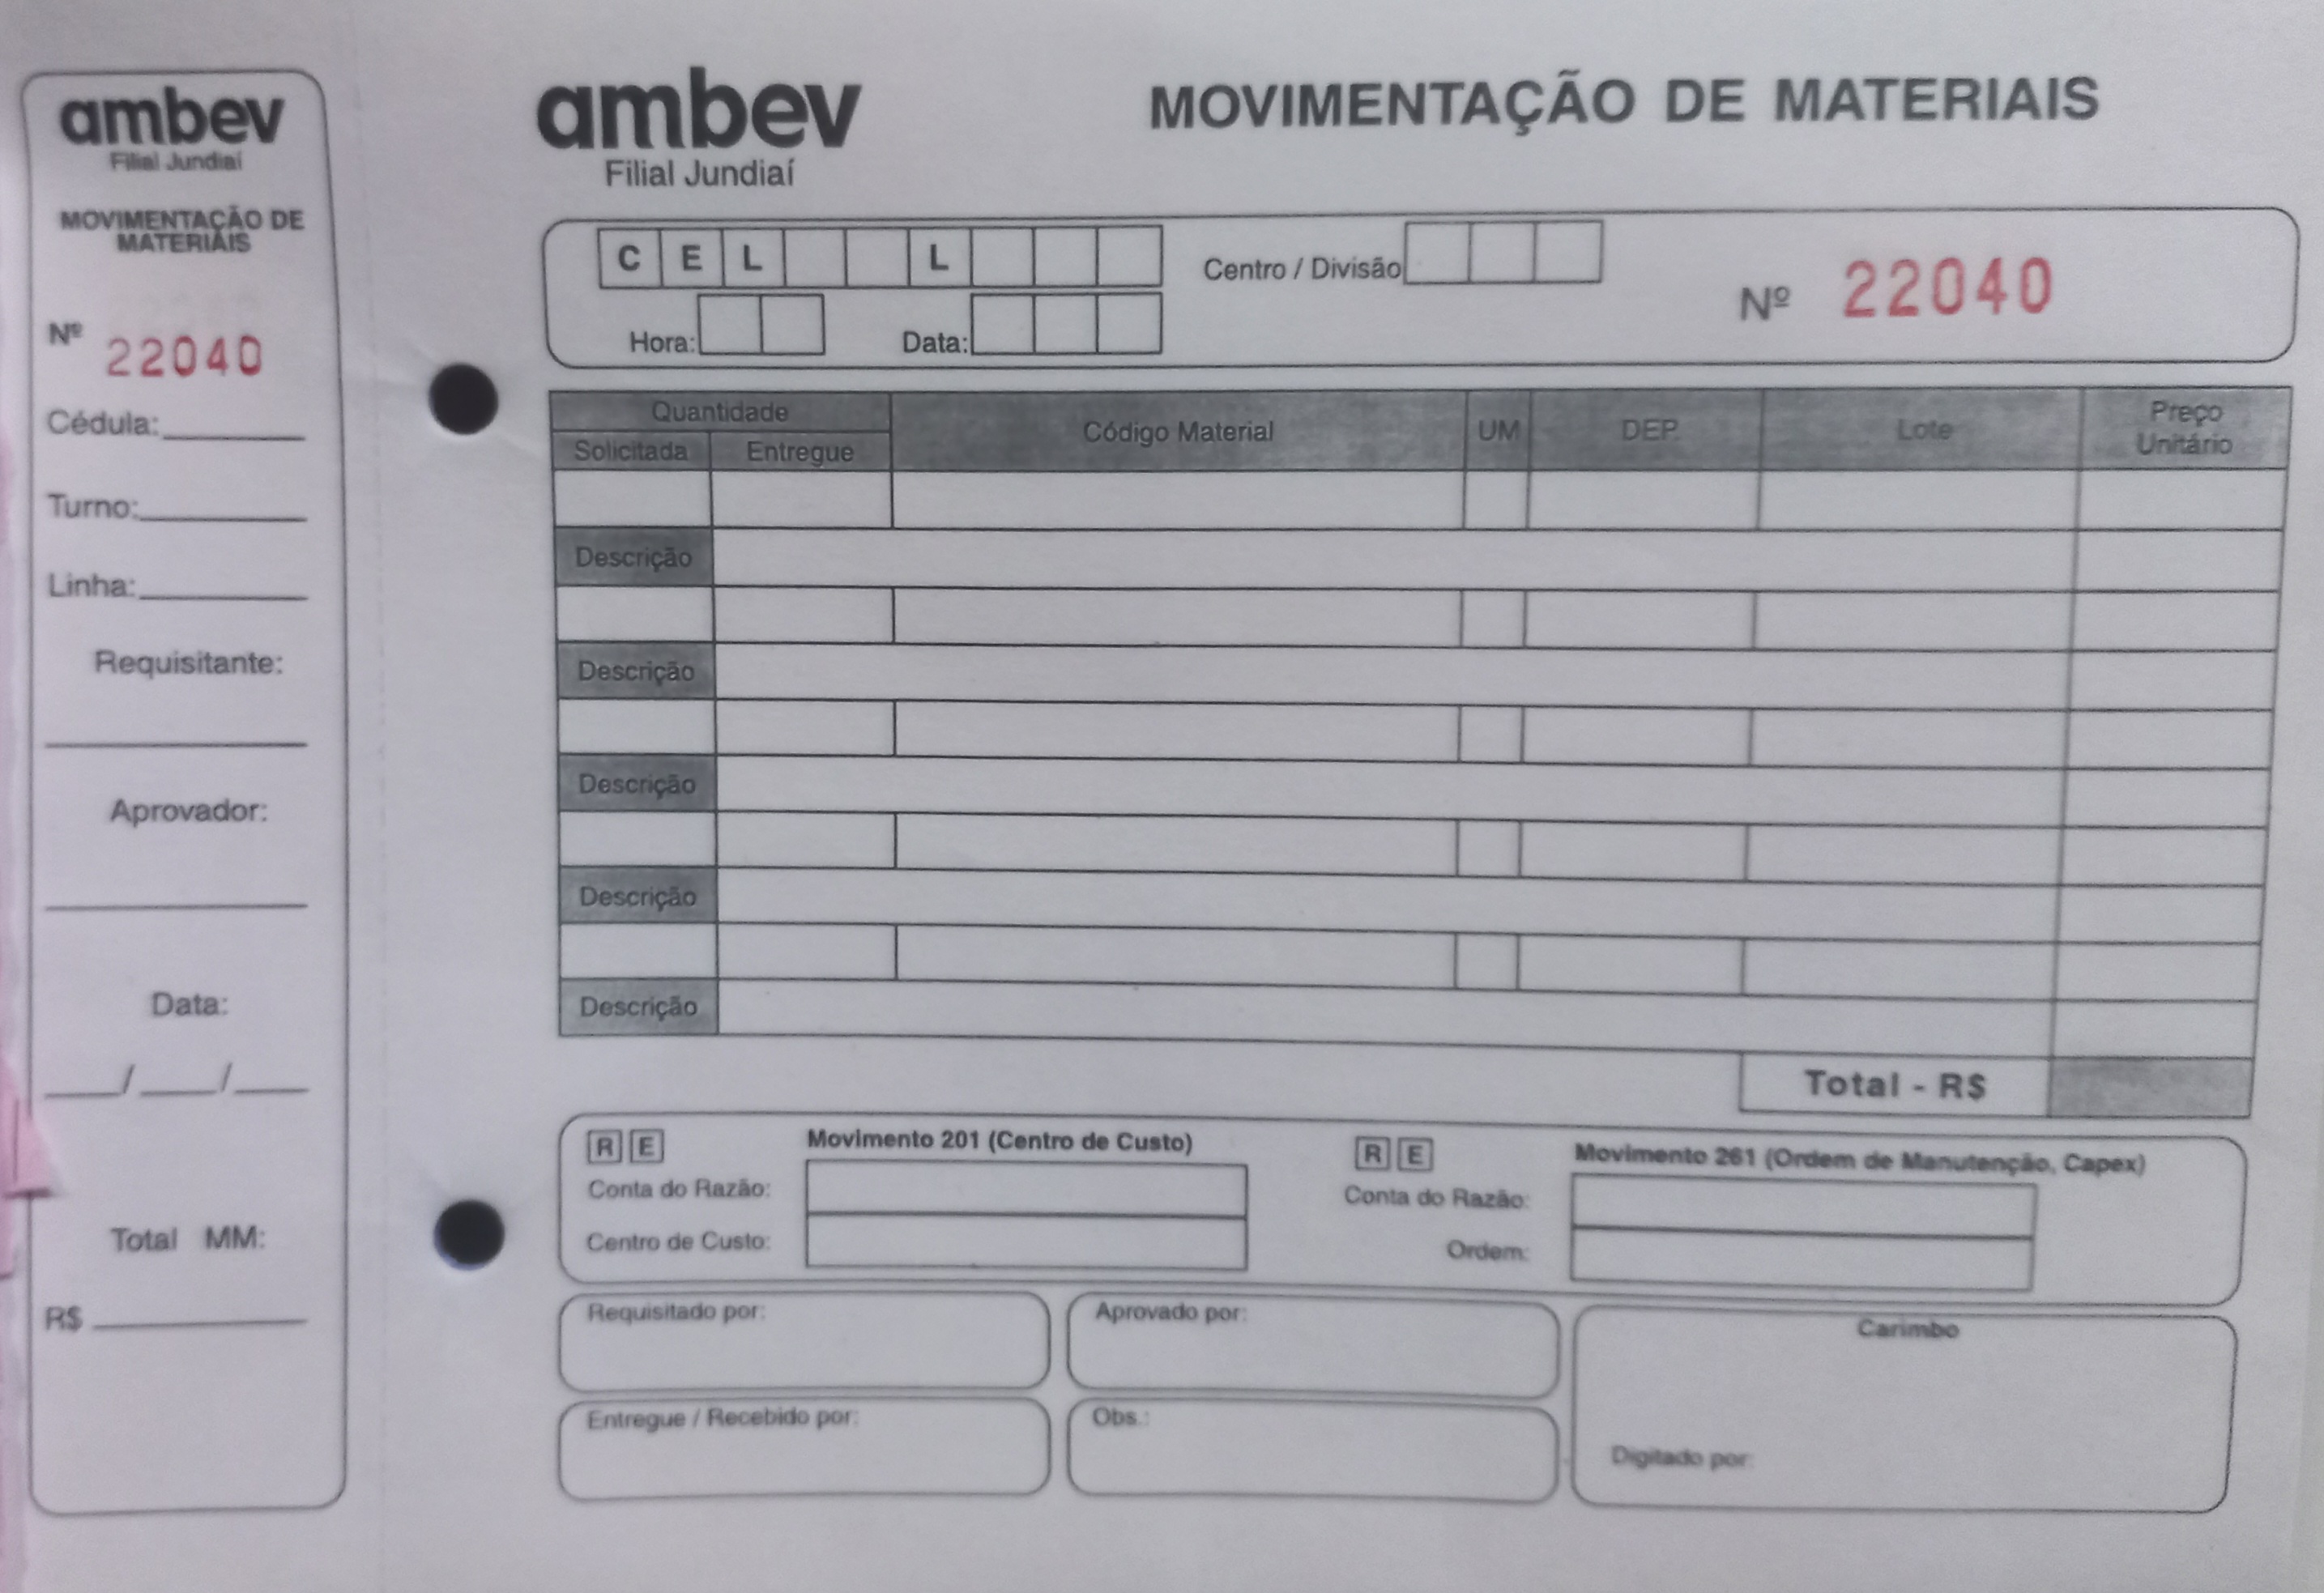 ambev
Filial Jundiaí
MOVIMENTAÇÃO DE
MATERIAIS
Nº 22040
Cédula:
Turno:
Linha:
Requisitante:
Aprovador:
Data:
/ /
Total MM:
R$
ambev
Filial Jundiaí
MOVIMENTAÇÃO DE MATERIAIS
C E L L
Centro / Divisão
Nº 22040
Hora:
Data:
Quantidade
Solicitada
Entregue
Código Material
UM
DEP.
Lote
Preço
Unitário
Descrição
Descrição
Descrição
Descrição
Descrição
Total - R$
R E
Movimento 201 (Centro de Custo)
Conta do Razão:
Centro de Custo:
R E
Movimento 261 (Ordem de Manutenção, Capex)
Conta do Razão:
Ordem:
Requisitado por:
Aprovado por:
Carimbo
Entregue / Recebido por:
Obs.:
Digitado por: